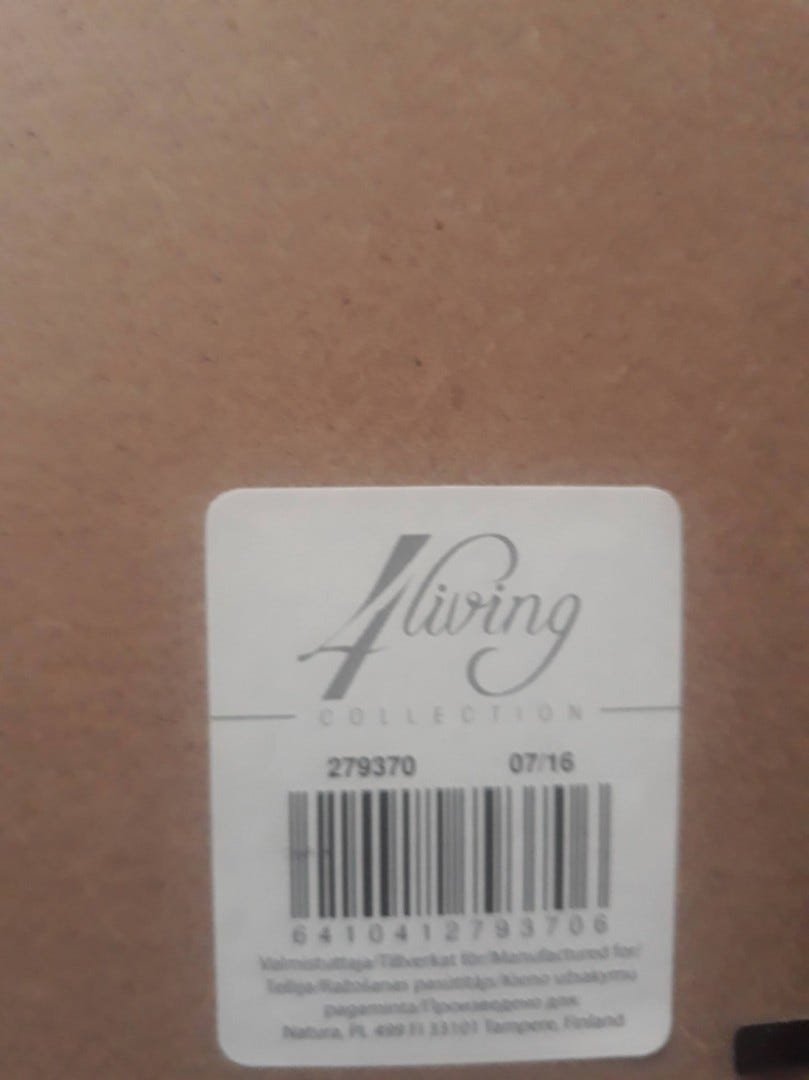 4living
COLLECTION
279370 07/16
6410412793706
Valmistuttaja/Tillverkat för/Manufactured for/
Tellija/Ražošanas pasūtītājs/Kieno užsakymu
pagaminta/Произведено для:
Natura, PL 499 FI 33101 Tampere, Finland